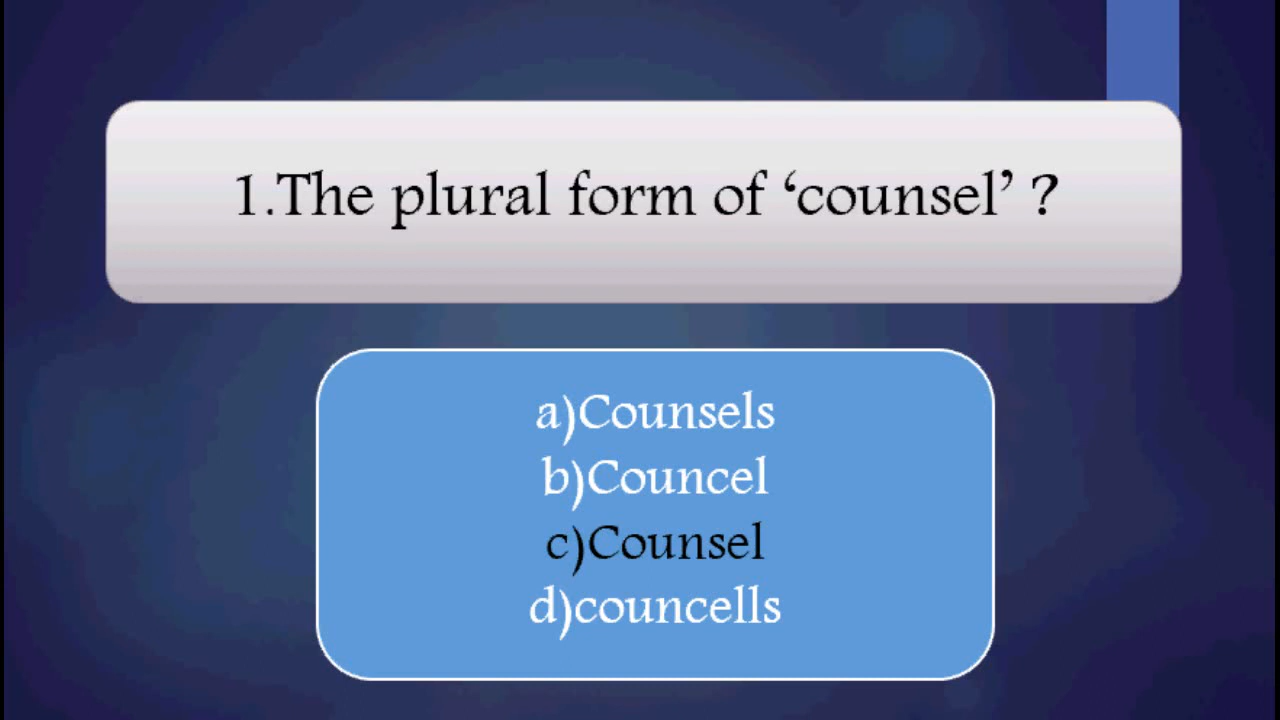 1.The plural form of ‘counsel’ ?
a)Counsels
b)Councel
c)Counsel
d)councells